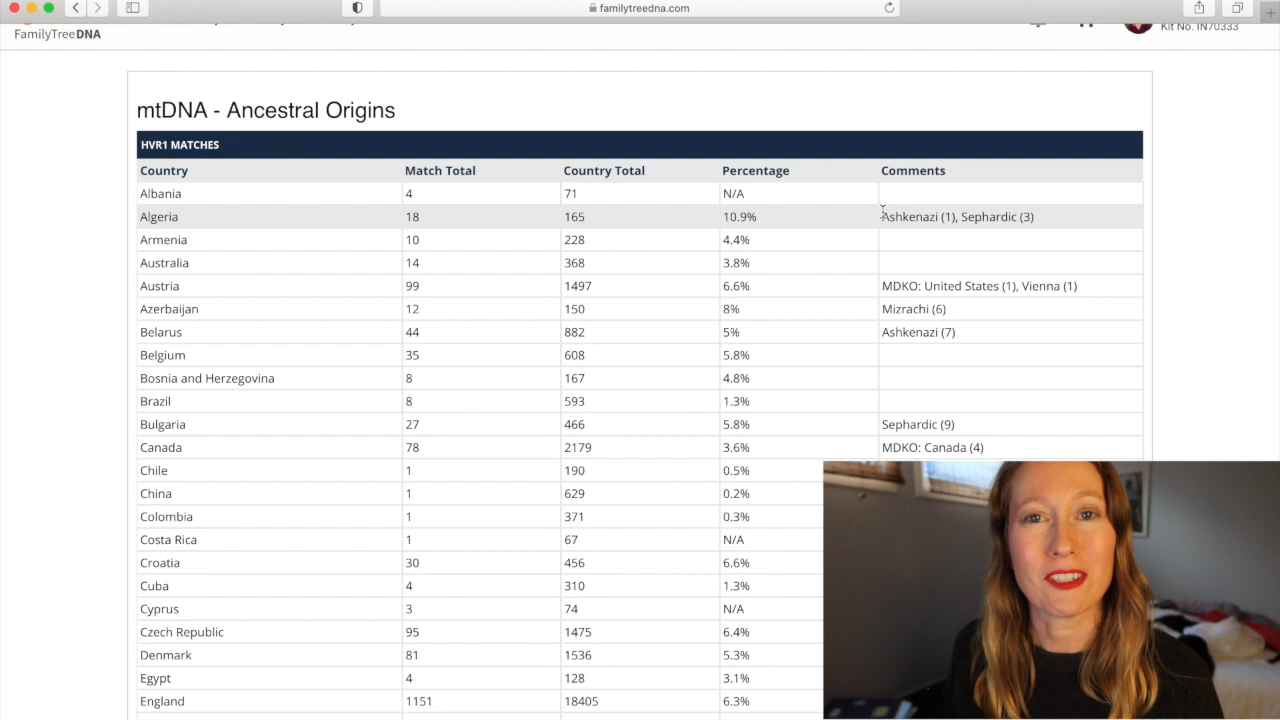 familytreedna.com
FamilyTreeDNA
Kit No. IN70333
mtDNA - Ancestral Origins
HVR1 MATCHES
Country Match Total Country Total Percentage Comments
Albania 4 71 N/A
Algeria 18 165 10.9% Ashkenazi (1), Sephardic (3)
Armenia 10 228 4.4%
Australia 14 368 3.8%
Austria 99 1497 6.6% MDKO: United States (1), Vienna (1)
Azerbaijan 12 150 8% Mizrachi (6)
Belarus 44 882 5% Ashkenazi (7)
Belgium 35 608 5.8%
Bosnia and Herzegovina 8 167 4.8%
Brazil 8 593 1.3%
Bulgaria 27 466 5.8% Sephardic (9)
Canada 78 2179 3.6% MDKO: Canada (4)
Chile 1 190 0.5%
China 1 629 0.2%
Colombia 1 371 0.3%
Costa Rica 1 67 N/A
Croatia 30 456 6.6%
Cuba 4 310 1.3%
Cyprus 3 74 N/A
Czech Republic 95 1475 6.4%
Denmark 81 1536 5.3%
Egypt 4 128 3.1%
England 1151 18405 6.3%